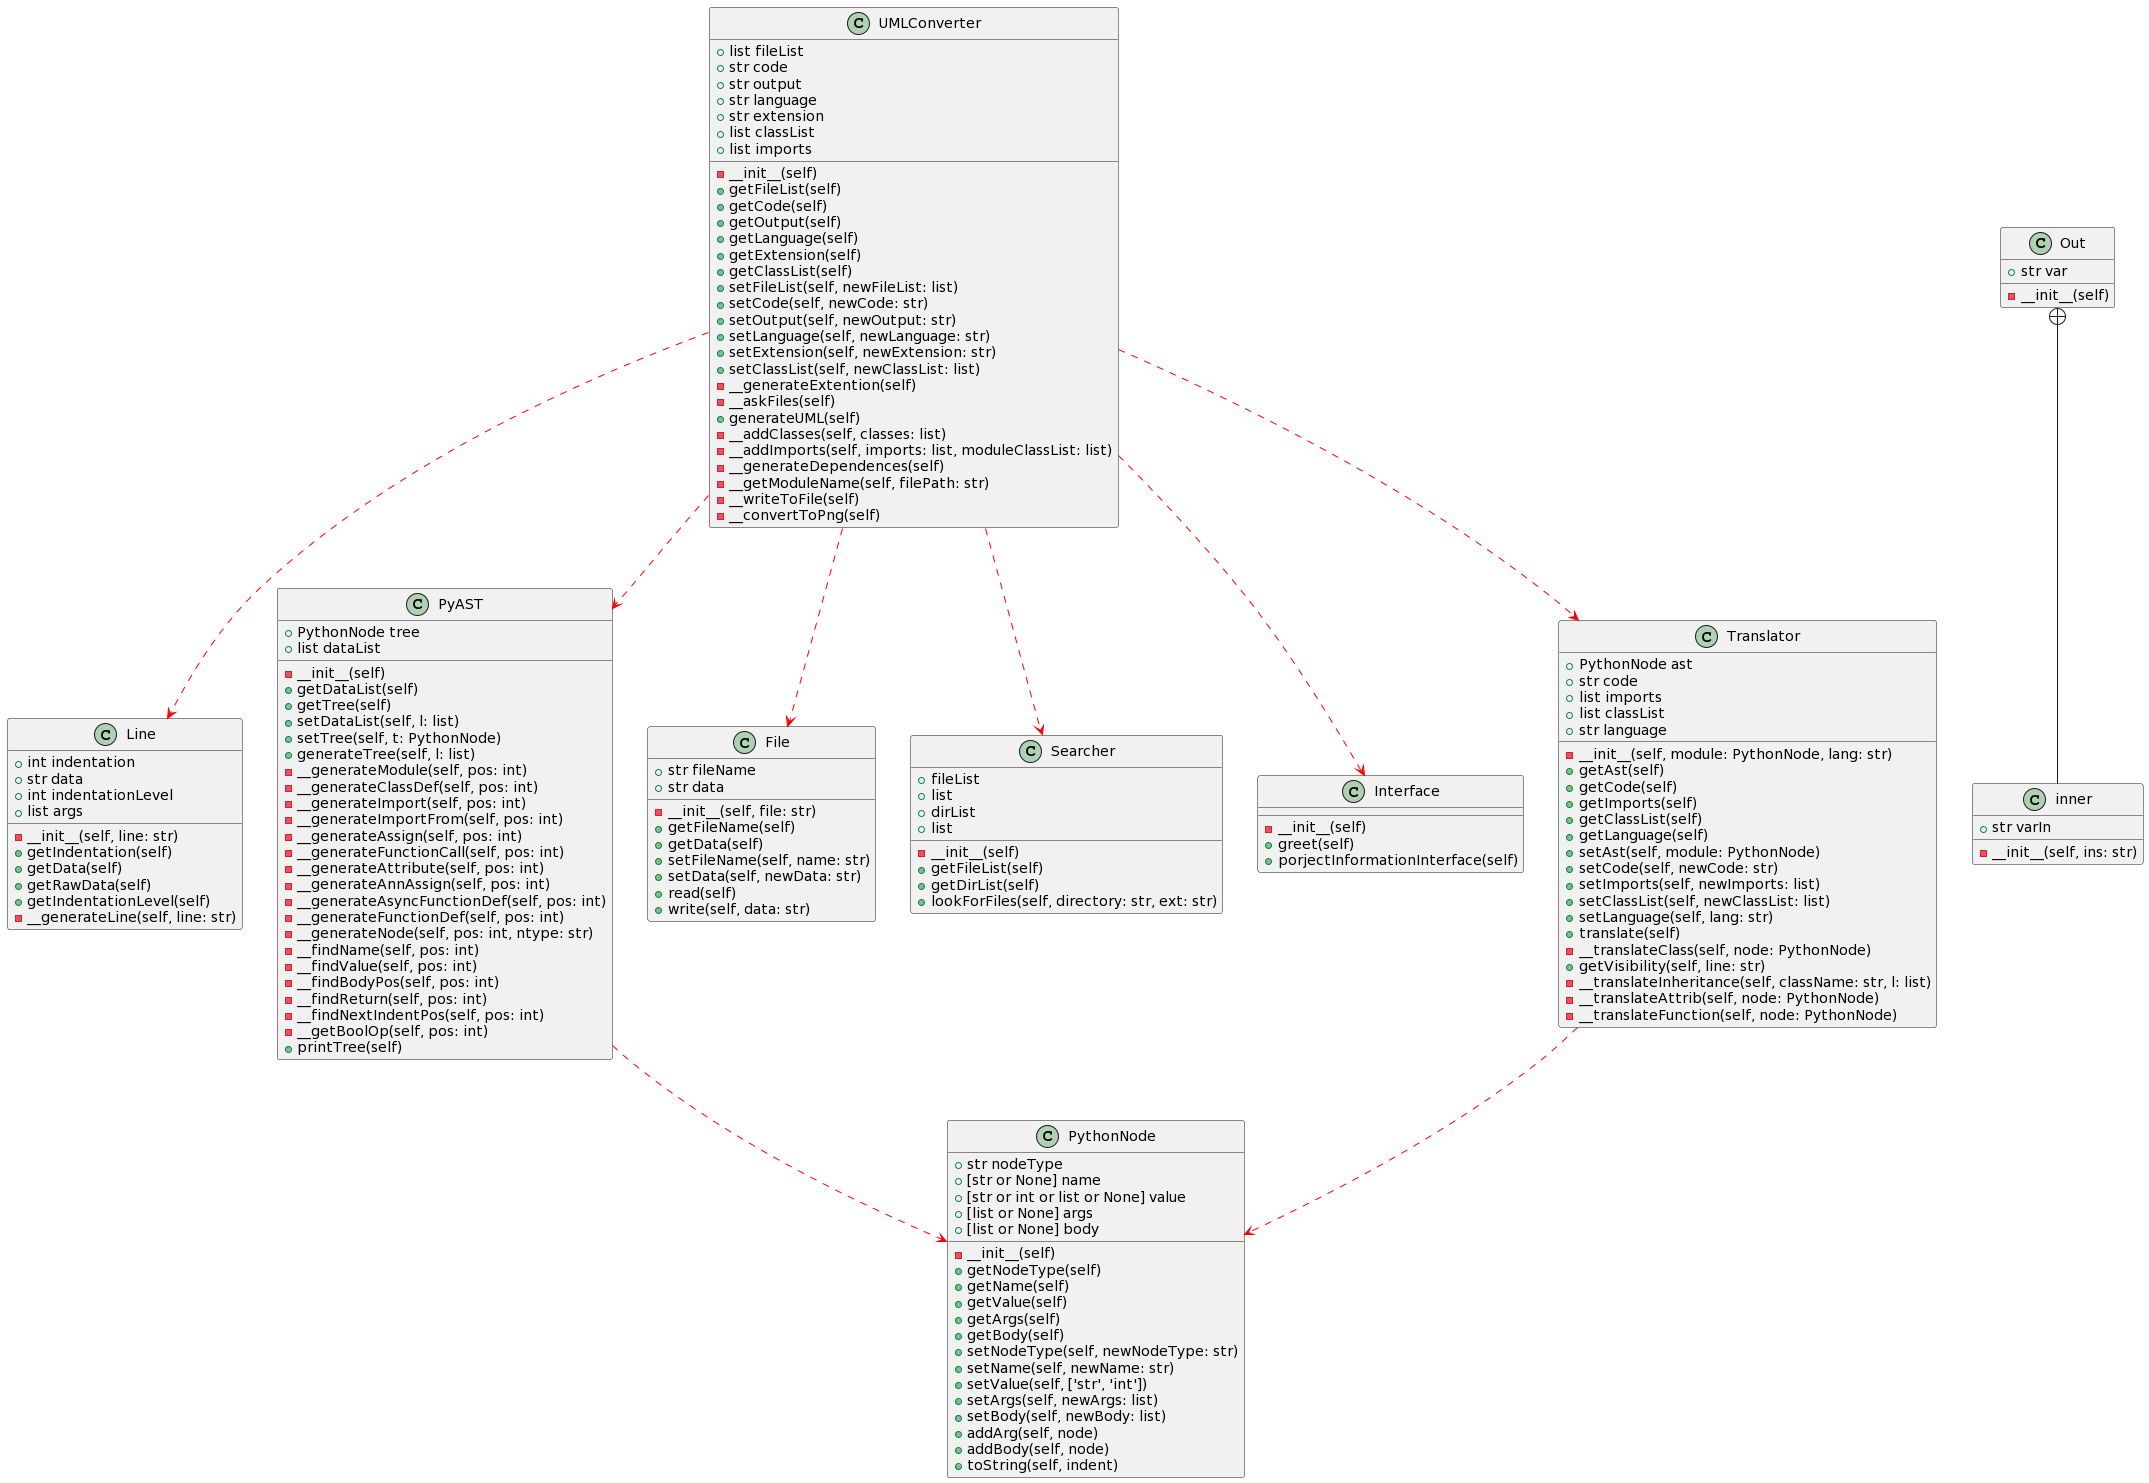 C UMLConverter
list fileList
str code
str output
str language
str extension
list classList
list imports
__init__(self)
getFileList(self)
getCode(self)
getOutput(self)
getLanguage(self)
getExtension(self)
getClassList(self)
setFileList(self, newFileList: list)
setCode(self, newCode: str)
setOutput(self, newOutput: str)
setLanguage(self, newLanguage: str)
setExtension(self, newExtension: str)
setClassList(self, newClassList: list)
__generateExtention(self)
__askFiles(self)
generateUML(self)
__addClasses(self, classes: list)
__addImports(self, imports: list, moduleClassList: list)
__generateDependences(self)
__getModuleName(self, filePath: str)
__writeToFile(self)
__convertToPng(self)
C Out
str var
__init__(self)
C Line
int indentation
str data
int indentationLevel
list args
__init__(self, line: str)
getIndentation(self)
getData(self)
getRawData(self)
getIndentationLevel(self)
__generateLine(self, line: str)
C PyAST
PythonNode tree
list dataList
__init__(self)
getDataList(self)
getTree(self)
setDataList(self, l: list)
setTree(self, t: PythonNode)
generateTree(self, l: list)
__generateModule(self, pos: int)
__generateClassDef(self, pos: int)
__generateImport(self, pos: int)
__generateImportFrom(self, pos: int)
__generateAssign(self, pos: int)
__generateFunctionCall(self, pos: int)
__generateAttribute(self, pos: int)
__generateAnnAssign(self, pos: int)
__generateAsyncFunctionDef(self, pos: int)
__generateFunctionDef(self, pos: int)
__generateNode(self, pos: int, ntype: str)
__findName(self, pos: int)
__findValue(self, pos: int)
__findBodyPos(self, pos: int)
__findReturn(self, pos: int)
__findNextIndentPos(self, pos: int)
__getBoolOp(self, pos: int)
printTree(self)
C File
str fileName
str data
__init__(self, file: str)
getFileName(self)
getData(self)
setFileName(self, name: str)
setData(self, newData: str)
read(self)
write(self, data: str)
C Searcher
fileList
list
dirList
list
__init__(self)
getFileList(self)
getDirList(self)
lookForFiles(self, directory: str, ext: str)
C Interface
__init__(self)
greet(self)
porjectInformationInterface(self)
C Translator
PythonNode ast
str code
list imports
list classList
str language
__init__(self, module: PythonNode, lang: str)
getAst(self)
getCode(self)
getImports(self)
getClassList(self)
getLanguage(self)
setAst(self, module: PythonNode)
setCode(self, newCode: str)
setImports(self, newImports: list)
setClassList(self, newClassList: list)
setLanguage(self, lang: str)
translate(self)
__translateClass(self, node: PythonNode)
getVisibility(self, line: str)
__translateInheritance(self, className: str, l: list)
__translateAttrib(self, node: PythonNode)
__translateFunction(self, node: PythonNode)
C inner
str varIn
__init__(self, ins: str)
C PythonNode
str nodeType
[str or None] name
[str or int or list or None] value
[list or None] args
[list or None] body
__init__(self)
getNodeType(self)
getName(self)
getValue(self)
getArgs(self)
getBody(self)
setNodeType(self, newNodeType: str)
setName(self, newName: str)
setValue(self, ['str', 'int'])
setArgs(self, newArgs: list)
setBody(self, newBody: list)
addArg(self, node)
addBody(self, node)
toString(self, indent)